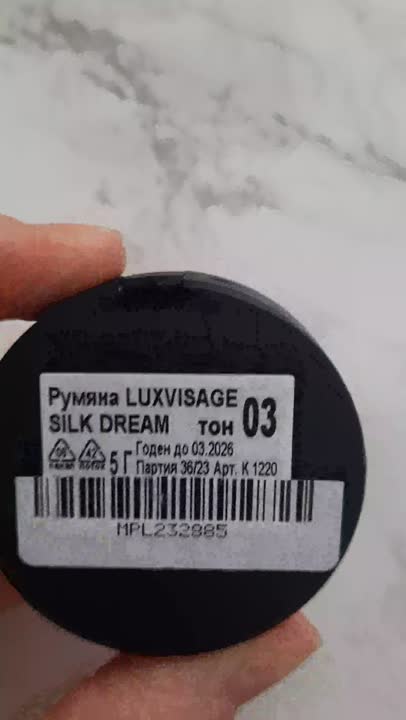 Румяна LUXVISAGE
SILK DREAM тон 03
5 Г Годен до 03.2026
Партия 36/23 Арт. К 1220
MPL232885